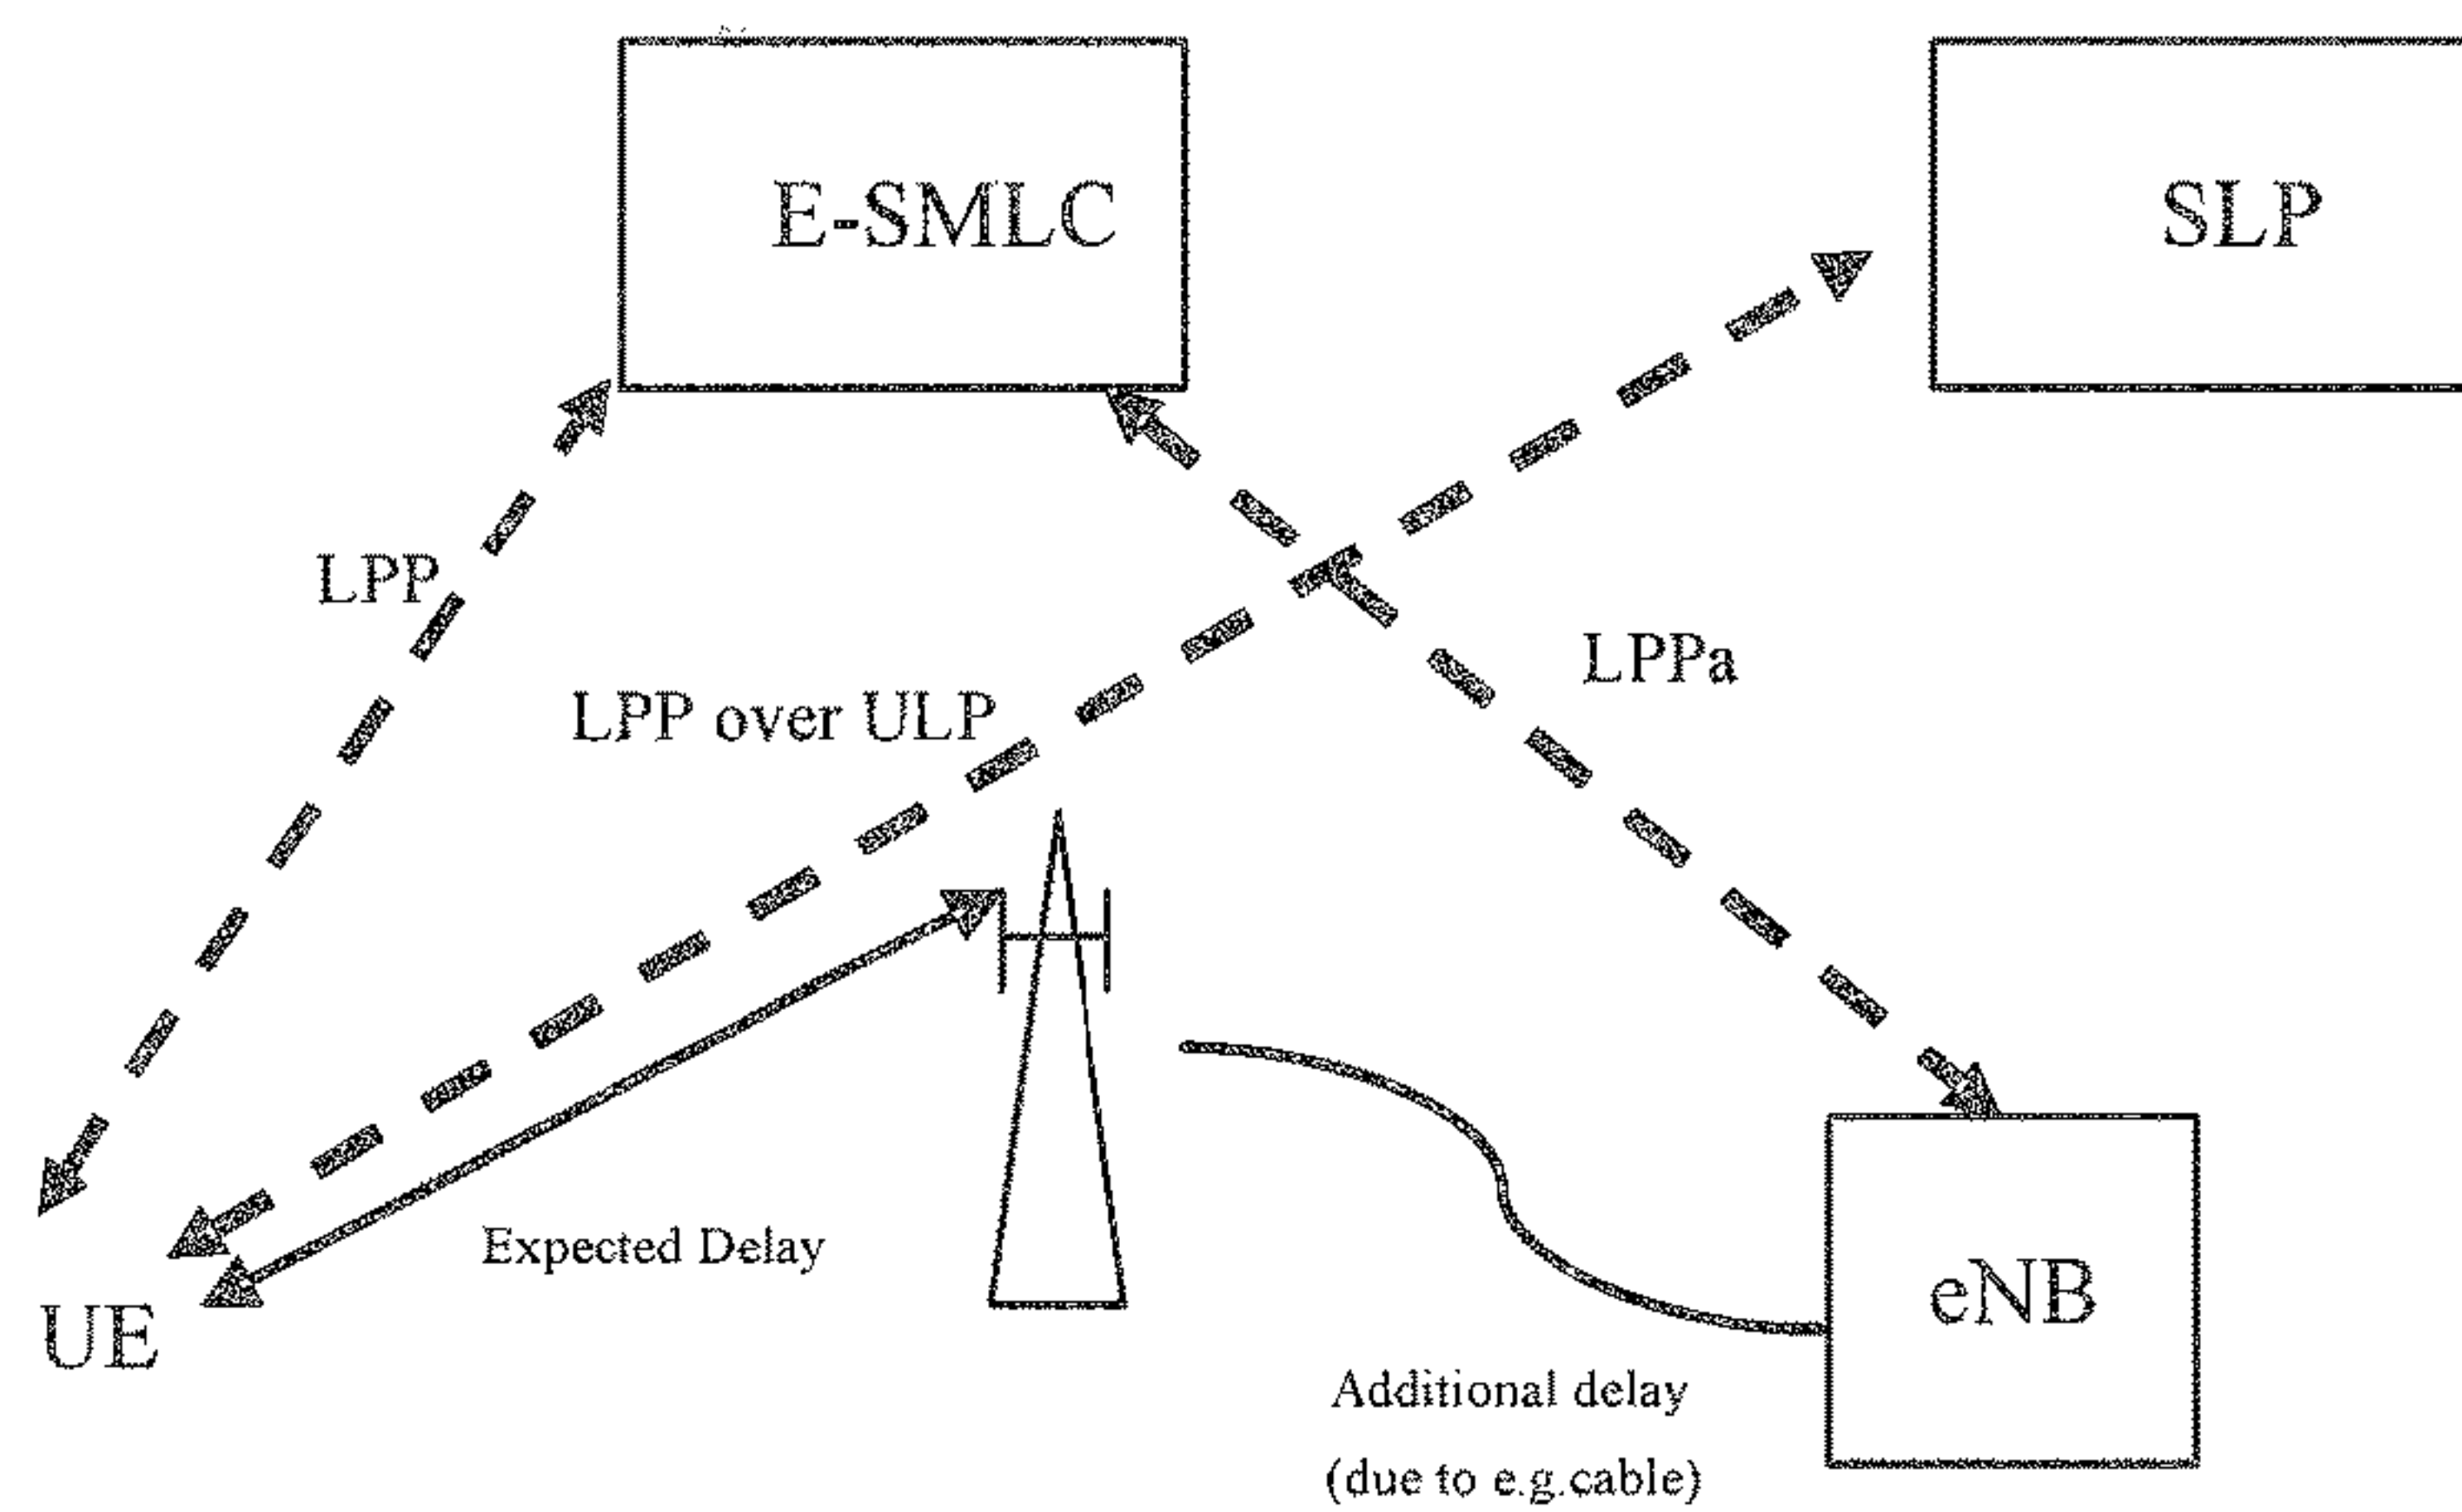 E-SMLC
SLP
LPP
LPPa
LPP over ULP
Expected Delay
UE
eNB
Additional delay
(due to e.g.cable)